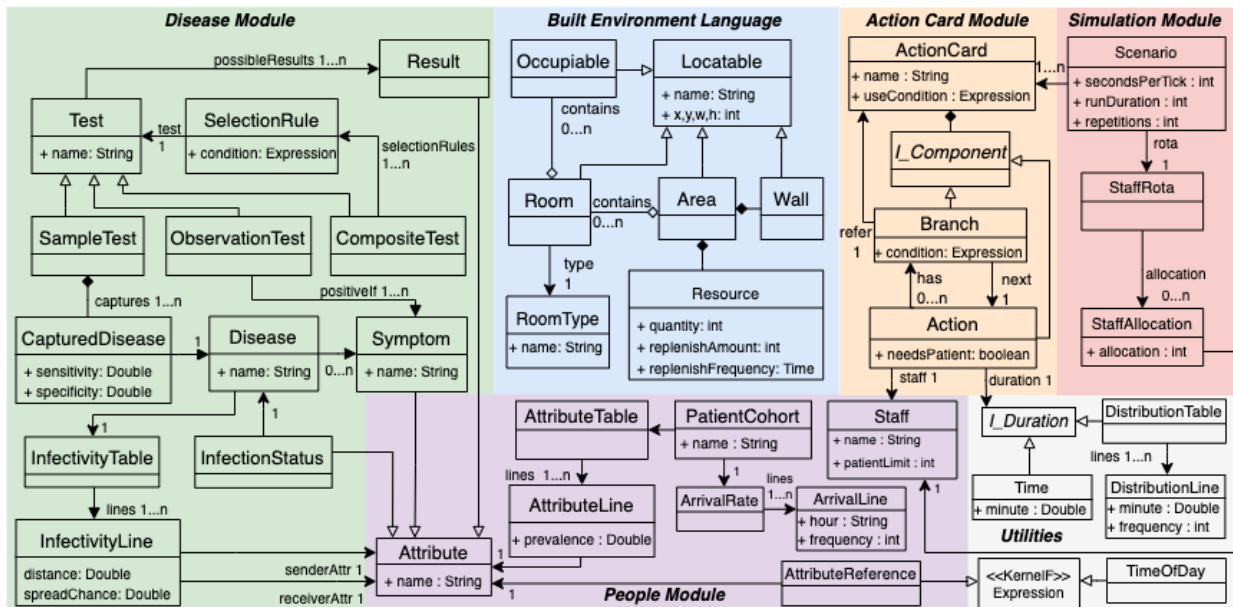 Disease Module
possibleResults 1...n
Result
Test
+ name: String
test
1
SelectionRule
+ condition: Expression
selectionRules
1...n
SampleTest
ObservationTest
CompositeTest
captures 1...n
positiveIf 1...n
CapturedDisease
+ sensitivity: Double
+ specificity: Double
1
Disease
+ name: String
0...n
Symptom
+ name: String
1
1
InfectivityTable
InfectionStatus
lines 1...n
InfectivityLine
distance: Double
spreadChance: Double
senderAttr 1
receiverAttr 1
Built Environment Language
Occupiable
Locatable
+ name: String
+ x,y,w,h: int
contains
0...n
Room
contains
0...n
Area
Wall
type
1
RoomType
+ name: String
Resource
+ quantity: int
+ replenishAmount: int
+ replenishFrequency: Time
Action Card Module
ActionCard
+ name : String
+ useCondition : Expression
1...n
I_Component
Branch
+ condition: Expression
refer
1
has
0...n
next
1
Action
+ needsPatient: boolean
staff 1
duration 1
Simulation Module
Scenario
+ secondsPerTick : int
+ runDuration : int
+ repetitions : int
rota
1
StaffRota
allocation
0...n
StaffAllocation
+ allocation : int
AttributeTable
PatientCohort
+ name : String
Staff
+ name : String
+ patientLimit : int
1
lines 1...n
1
lines
1...n
AttributeLine
+ prevalence : Double
ArrivalRate
ArrivalLine
+ hour : String
+ frequency : int
Attribute
+ name : String
1
1
AttributeReference
People Module
I_Duration
DistributionTable
lines 1...n
Time
+ minute : Double
DistributionLine
+ minute : Double
+ frequency : int
Utilities
<<KernelF>>
Expression
TimeOfDay